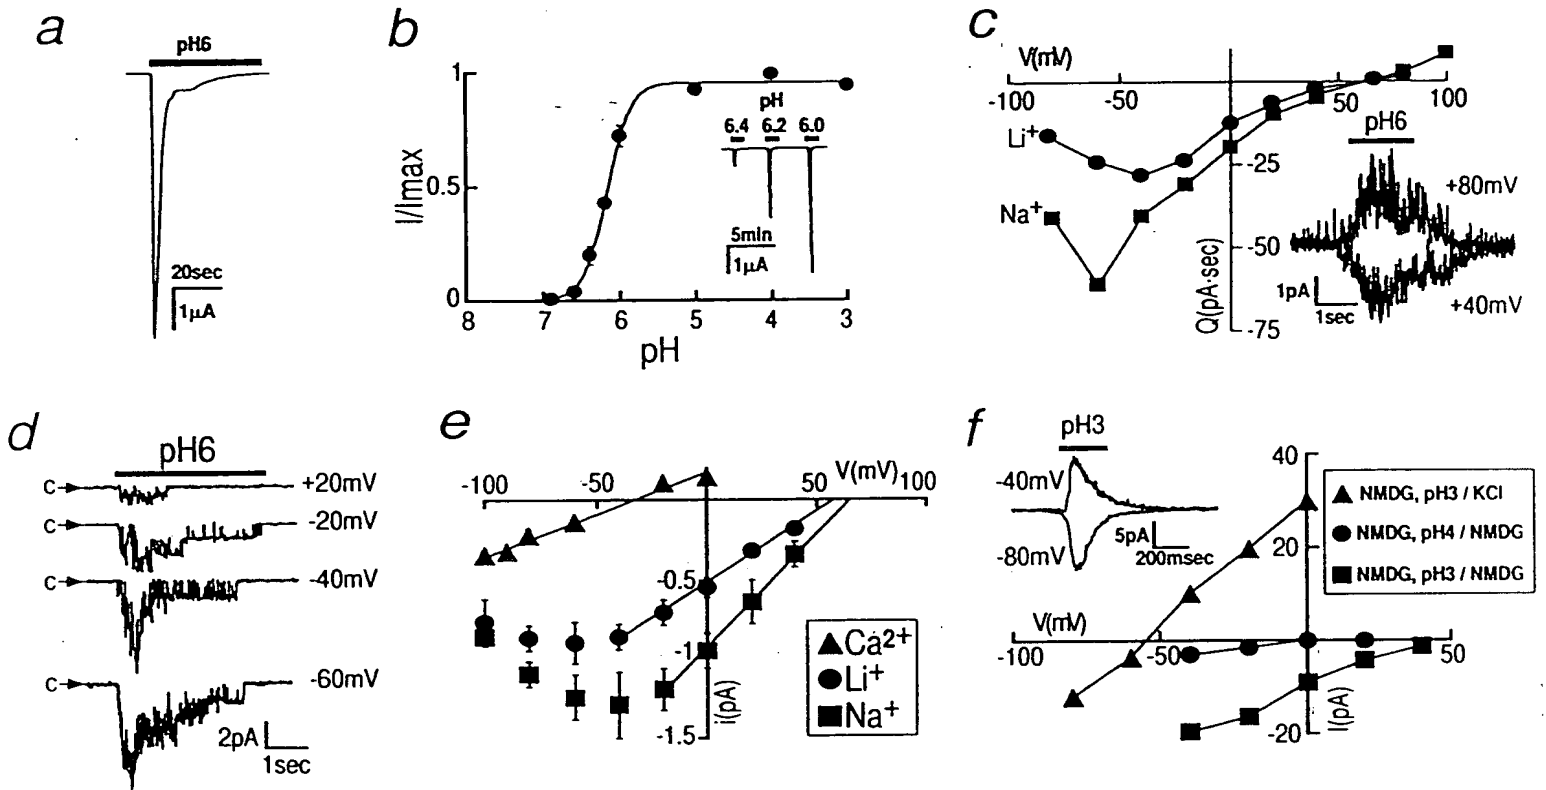 a
pH6
20sec
1µA
b
1
0.5
0
I/Imax
8 7 6 5 4 3
pH
pH
6.4 6.2 6.0
5min
1µA
c
V(mV)
-100 -50 50 100
Li+
Na+
-25
-50
-75
Q(pA·sec)
pH6
+80mV
+40mV
1pA
1sec
d
pH6
c +20mV
c -20mV
c -40mV
c -60mV
2pA
1sec
e
V(mV)
-100 -50 50 100
-0.5
-1
-1.5
i(pA)
Ca2+
Li+
Na+
f
pH3
-40mV
-80mV
5pA
200msec
40
20
-20
V(mV)
-100 -50 50
I(pA)
NMDG, pH3 / KCl
NMDG, pH4 / NMDG
NMDG, pH3 / NMDG